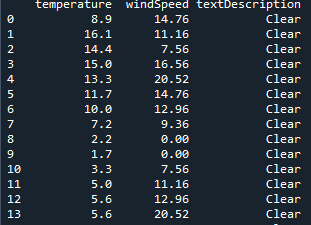 temperature windSpeed textDescription
0 8.9 14.76 Clear
1 16.1 11.16 Clear
2 14.4 7.56 Clear
3 15.0 16.56 Clear
4 13.3 20.52 Clear
5 11.7 14.76 Clear
6 10.0 12.96 Clear
7 7.2 9.36 Clear
8 2.2 0.00 Clear
9 1.7 0.00 Clear
10 3.3 7.56 Clear
11 5.0 11.16 Clear
12 5.6 12.96 Clear
13 5.6 20.52 Clear